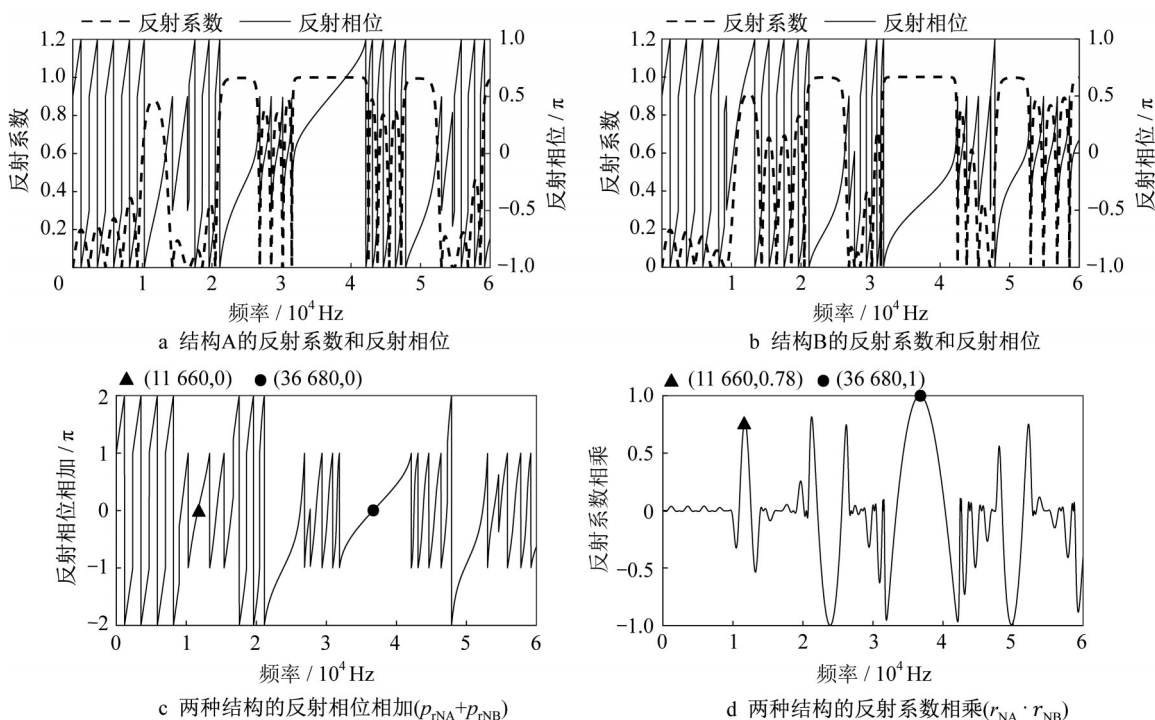 反射系数 反射相位
1.2 1.0 0.8 0.6 0.4 0.2 0
反射系数
1.0 0.5 0 −0.5 −1.0
反射相位 / π
1 2 3 4 5 6
频率 / 10⁴ Hz
a 结构A的反射系数和反射相位
反射系数 反射相位
1.2 1.0 0.8 0.6 0.4 0.2 0
反射系数
1.0 0.5 0 −0.5 −1.0
反射相位 / π
0 1 2 3 4 5 6
频率 / 10⁴ Hz
b 结构B的反射系数和反射相位
(11 660,0) (36 680,0)
2 1 0 −1 −2
反射相位相加 / π
0 1 2 3 4 5 6
频率 / 10⁴ Hz
c 两种结构的反射相位相加(prNA+prNB)
(11 660,0.78) (36 680,1)
1.0 0.5 0 −0.5 −1.0
反射系数相乘
0 1 2 3 4 5 6
频率 / 10⁴ Hz
d 两种结构的反射系数相乘(rNA · rNB)